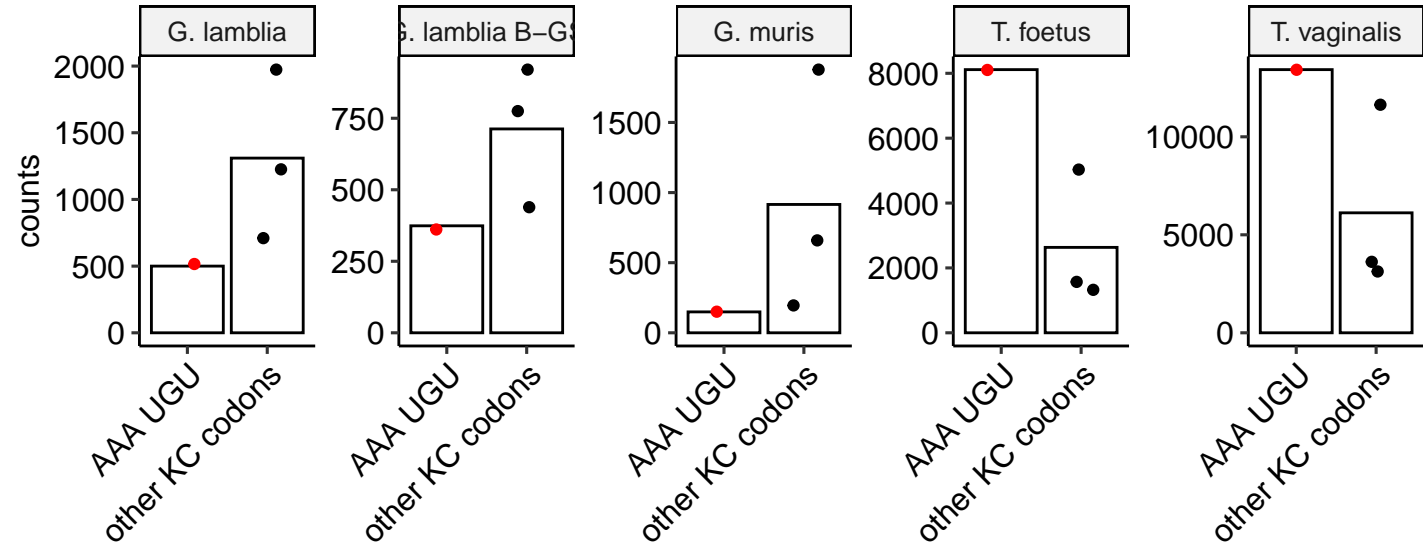 G. lamblia
G. lamblia B−GS
G. muris
T. foetus
T. vaginalis
counts
2000
1500
1000
500
0
750
500
250
0
1500
1000
500
0
8000
6000
4000
2000
0
10000
5000
0
AAA UGU
other KC codons
AAA UGU
other KC codons
AAA UGU
other KC codons
AAA UGU
other KC codons
AAA UGU
other KC codons